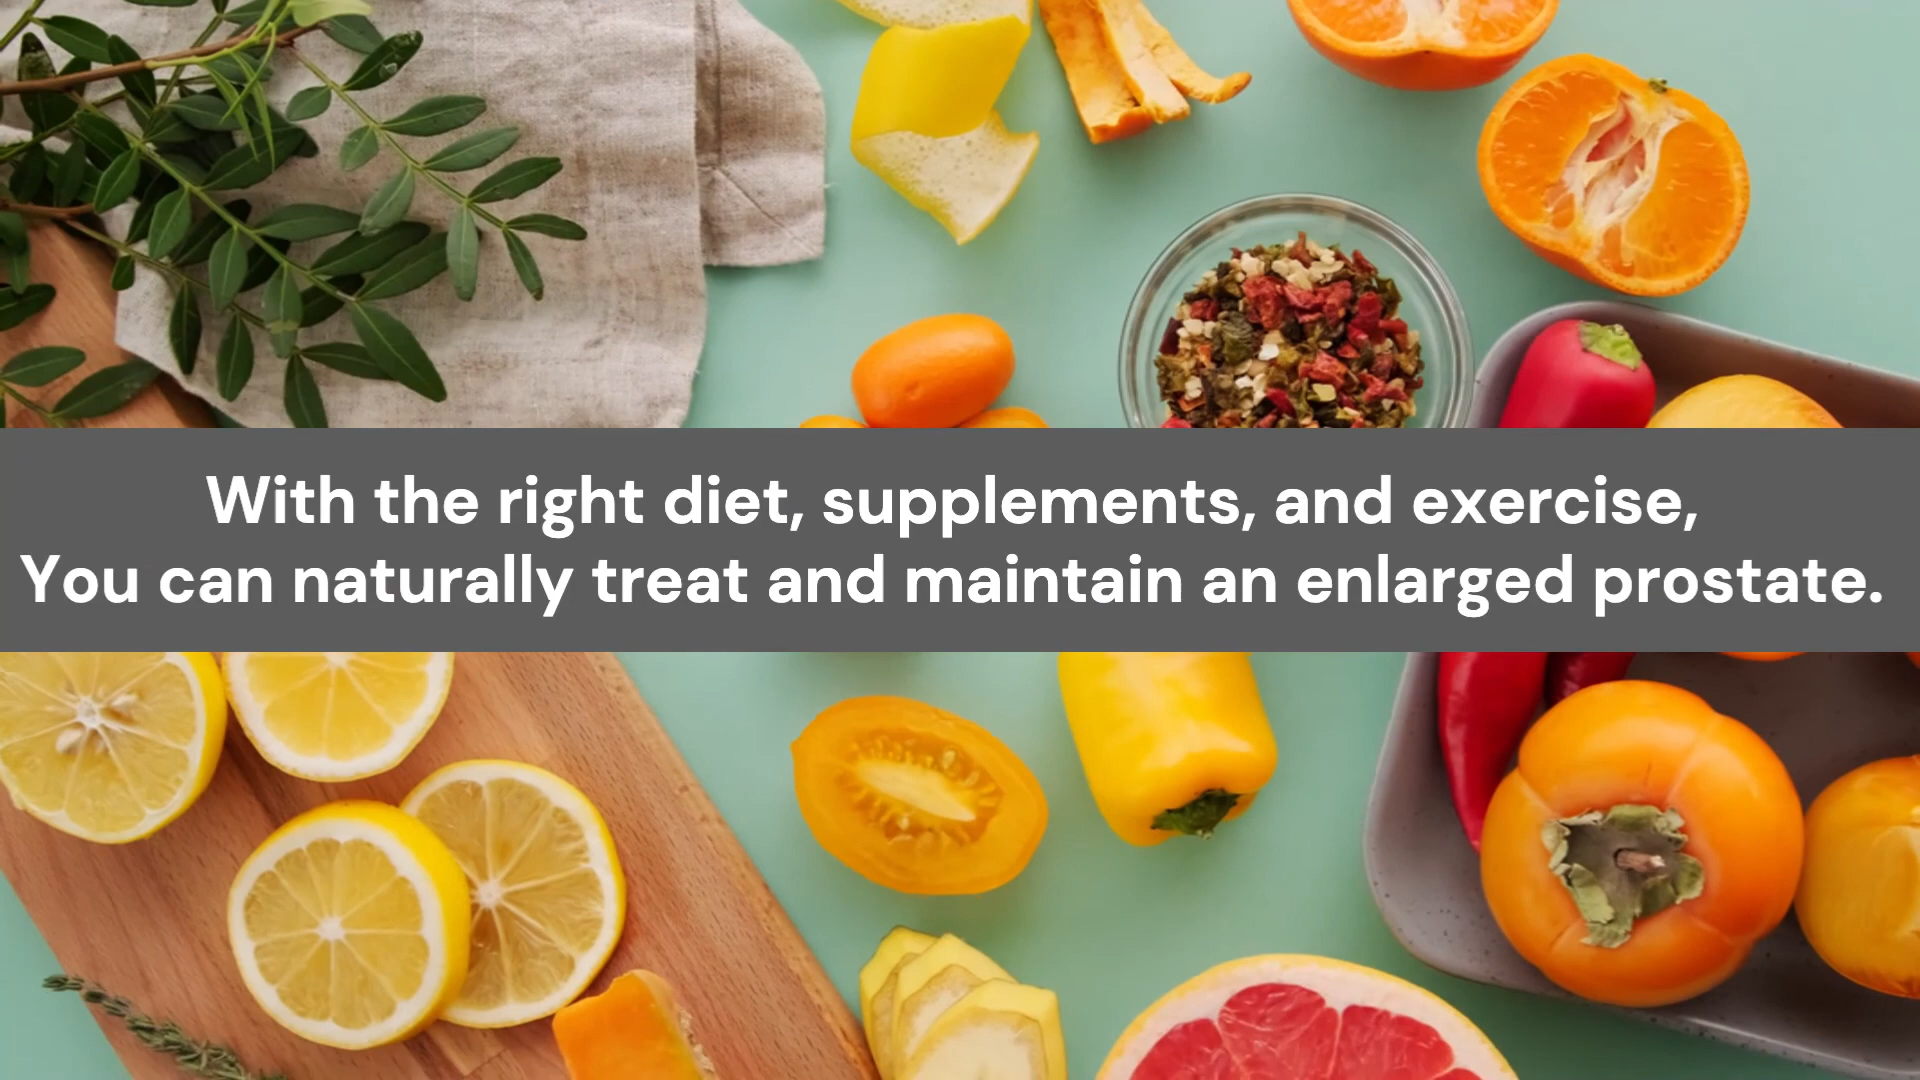 With the right diet, supplements, and exercise,
You can naturally treat and maintain an enlarged prostate.